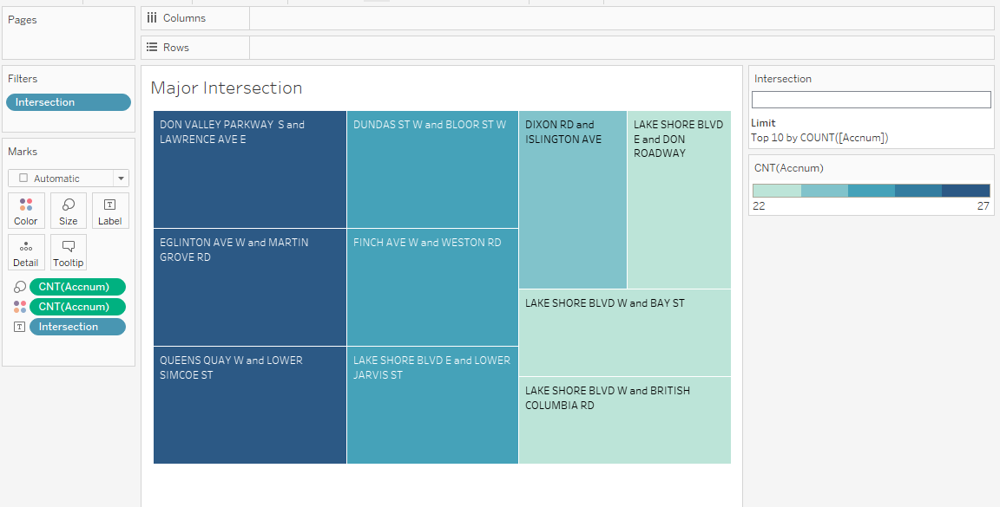 Pages
Columns
Rows
Filters
Intersection
Marks
Automatic
Color
Size
Label
Detail
Tooltip
CNT(Accnum)
CNT(Accnum)
Intersection
Major Intersection
DON VALLEY PARKWAY  S and
LAWRENCE AVE E
EGLINTON AVE W and MARTIN
GROVE RD
QUEENS QUAY W and LOWER
SIMCOE ST
DUNDAS ST W and BLOOR ST W
FINCH AVE W and WESTON RD
LAKE SHORE BLVD E and LOWER
JARVIS ST
DIXON RD and
ISLINGTON AVE
LAKE SHORE BLVD
E and DON
ROADWAY
LAKE SHORE BLVD W and BAY ST
LAKE SHORE BLVD W and BRITISH
COLUMBIA RD
Intersection
Limit
Top 10 by COUNT([Accnum])
CNT(Accnum)
22 27